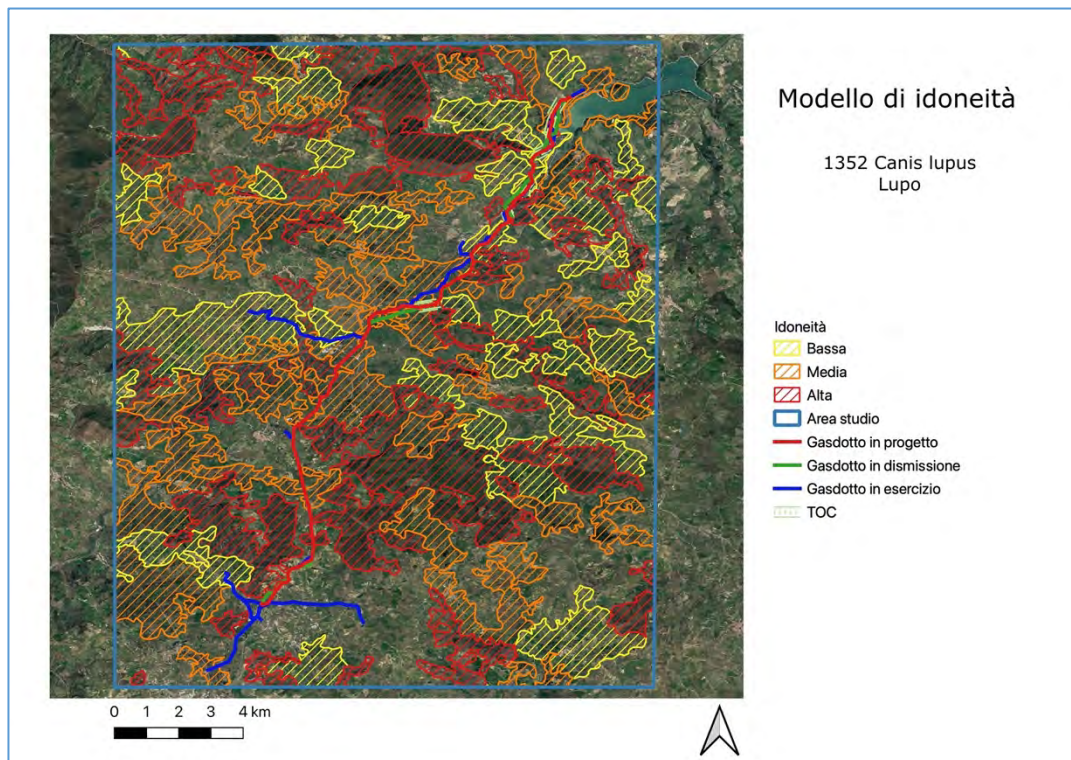 Modello di idoneità
1352 Canis lupus
Lupo
Idoneità
Bassa
Media
Alta
Area studio
Gasdotto in progetto
Gasdotto in dismissione
Gasdotto in esercizio
TOC
0 1 2 3 4 km